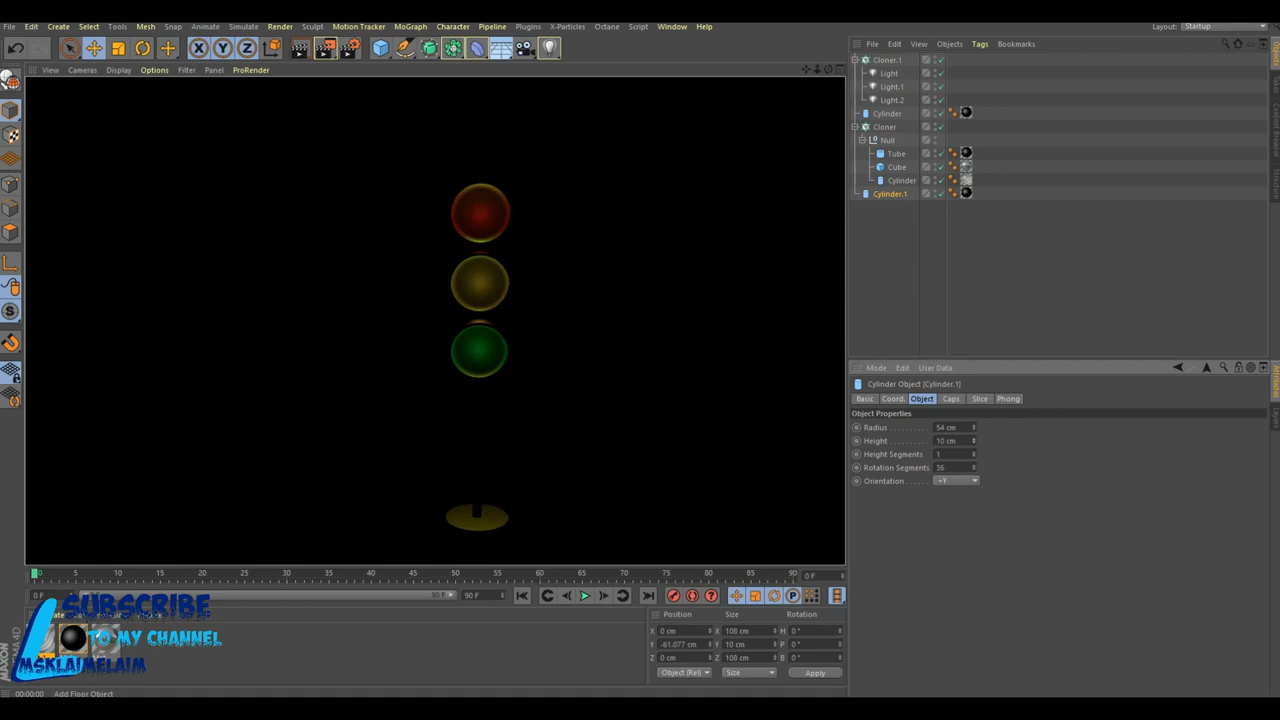 File Edit Create Select Tools Mesh Snap Animate Simulate Render Sculpt Motion Tracker MoGraph Character Pipeline Plugins X-Particles Octane Script Window Help Layout: Startup
X Y Z
File Edit View Objects Tags Bookmarks
View Cameras Display Options Filter Panel ProRender
Cloner.1
Light
Light.1
Light.2
Cylinder
Cloner
Null
Tube
Cube
Cylinder
Cylinder.1
Mode Edit User Data
Cylinder Object [Cylinder.1]
Basic Coord. Object Caps Slice Phong
Object Properties
Radius 54 cm
Height 10 cm
Height Segments 1
Rotation Segments 36
Orientation +Y
0 5 10 15 20 25 30 35 40 45 50 55 60 65 70 75 80 85 90 0 F
0 F 90 F 90 F
SUBSCRIBE
TO MY CHANNEL
MSKLAIMELAIM
Position Size Rotation
X 0 cm X 108 cm H 0°
Y -61.077 cm Y 10 cm P 0°
Z 0 cm Z 108 cm B 0°
Object (Rel) Size Apply
00:00:00 Add Floor Object